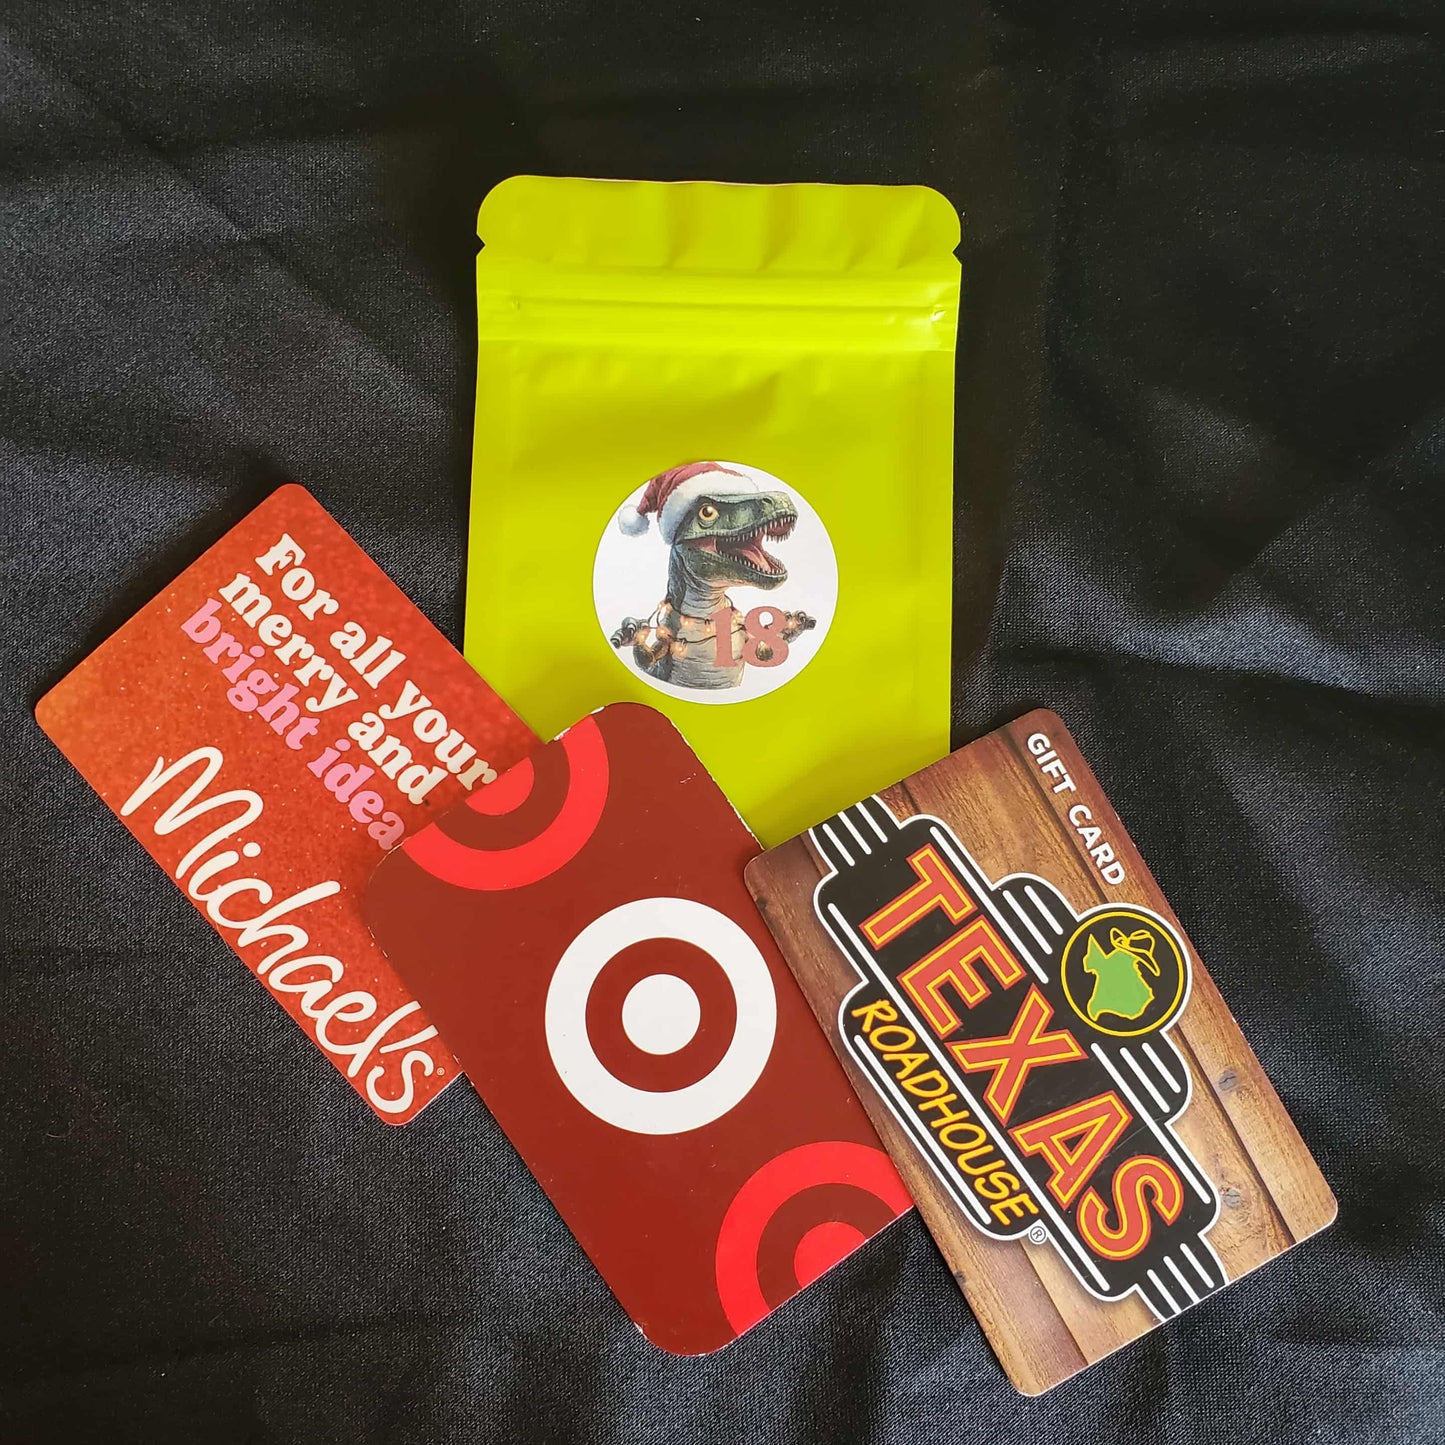 18
For all your
merry and
bright idea
Michaels®
GIFT CARD
TEXAS
ROADHOUSE®